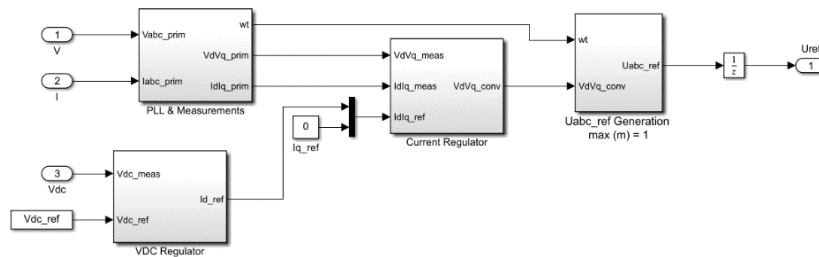 1
V
2
I
Vabc_prim
Iabc_prim
wt
VdVq_prim
IdIq_prim
PLL & Measurements
VdVq_meas
IdIq_meas
IdIq_ref
VdVq_conv
Current Regulator
0
Iq_ref
wt
VdVq_conv
Uabc_ref
Uabc_ref Generation
max (m) = 1
1
z
Uref
1
3
Vdc
Vdc_ref
Vdc_meas
Vdc_ref
Id_ref
VDC Regulator